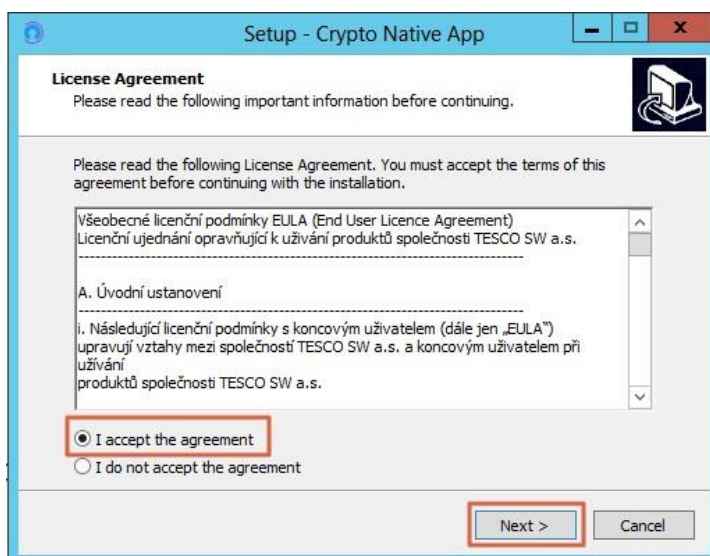 Setup - Crypto Native App
License Agreement
Please read the following important information before continuing.
Please read the following License Agreement. You must accept the terms of this
agreement before continuing with the installation.
Všeobecné licenční podmínky EULA (End User Licence Agreement)
Licenční ujednání opravňující k užívání produktů společnosti TESCO SW a.s.
--------------------------------------------------------------------------
A. Úvodní ustanovení
--------------------------------------------------------------------------
i. Následující licenční podmínky s koncovým uživatelem (dále jen „EULA“)
upravují vztahy mezi společností TESCO SW a.s. a koncovým uživatelem při
užívání
produktů společnosti TESCO SW a.s.
I accept the agreement
I do not accept the agreement
Next >
Cancel